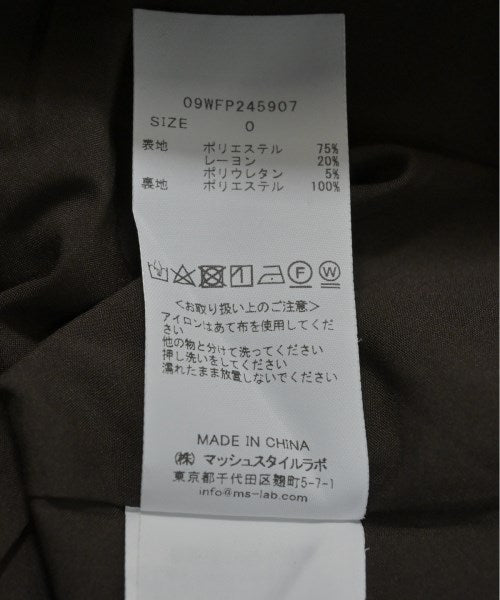 09WFP245907
SIZE 0
表地 ポリエステル 75%
レーヨン 20%
ポリウレタン 5%
裏地 ポリエステル 100%
F W
<お取り扱い上のご注意>
アイロンはあて布を使用してくだ
さい
他の物と分けて洗ってください
押し洗いをしてください
濡れたまま放置しないでください
MADE IN CHINA
(株) マッシュスタイルラボ
東京都千代田区麹町5-7-1
info@ms-lab.com